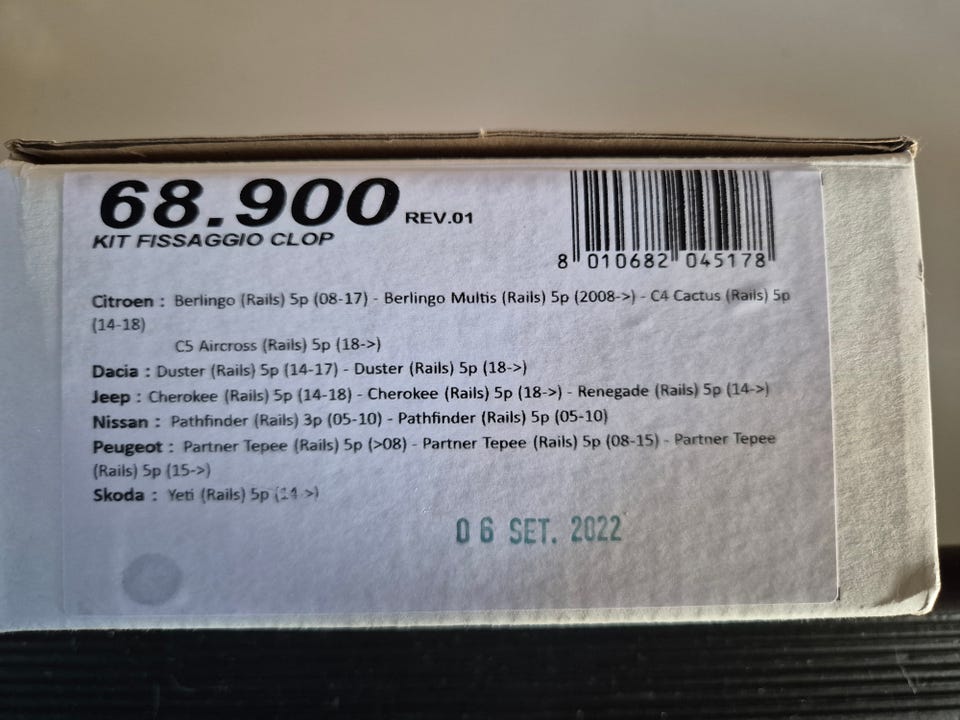 68.900 REV.01
KIT FISSAGGIO CLOP
8 010682 045178
Citroen : Berlingo (Rails) 5p (08-17) - Berlingo Multis (Rails) 5p (2008->) - C4 Cactus (Rails) 5p
(14-18)
C5 Aircross (Rails) 5p (18->)
Dacia : Duster (Rails) 5p (14-17) - Duster (Rails) 5p (18->)
Jeep : Cherokee (Rails) 5p (14-18) - Cherokee (Rails) 5p (18->) - Renegade (Rails) 5p (14->)
Nissan : Pathfinder (Rails) 3p (05-10) - Pathfinder (Rails) 5p (05-10)
Peugeot : Partner Tepee (Rails) 5p (>08) - Partner Tepee (Rails) 5p (08-15) - Partner Tepee
(Rails) 5p (15->)
Skoda : Yeti (Rails) 5p (14->)
06 SET. 2022